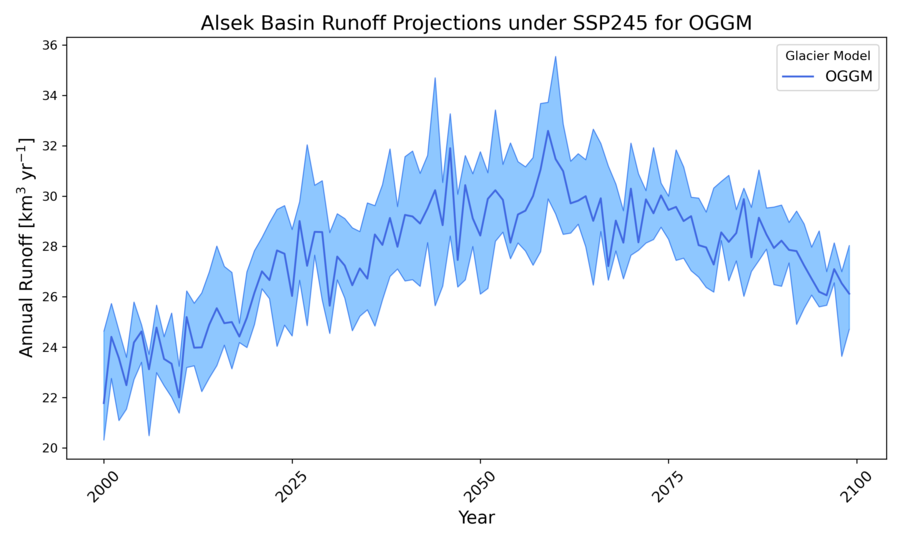 Alsek Basin Runoff Projections under SSP245 for OGGM
Glacier Model
OGGM
Annual Runoff [km³ yr⁻¹]
36
34
32
30
28
26
24
22
20
2000
2025
2050
2075
2100
Year